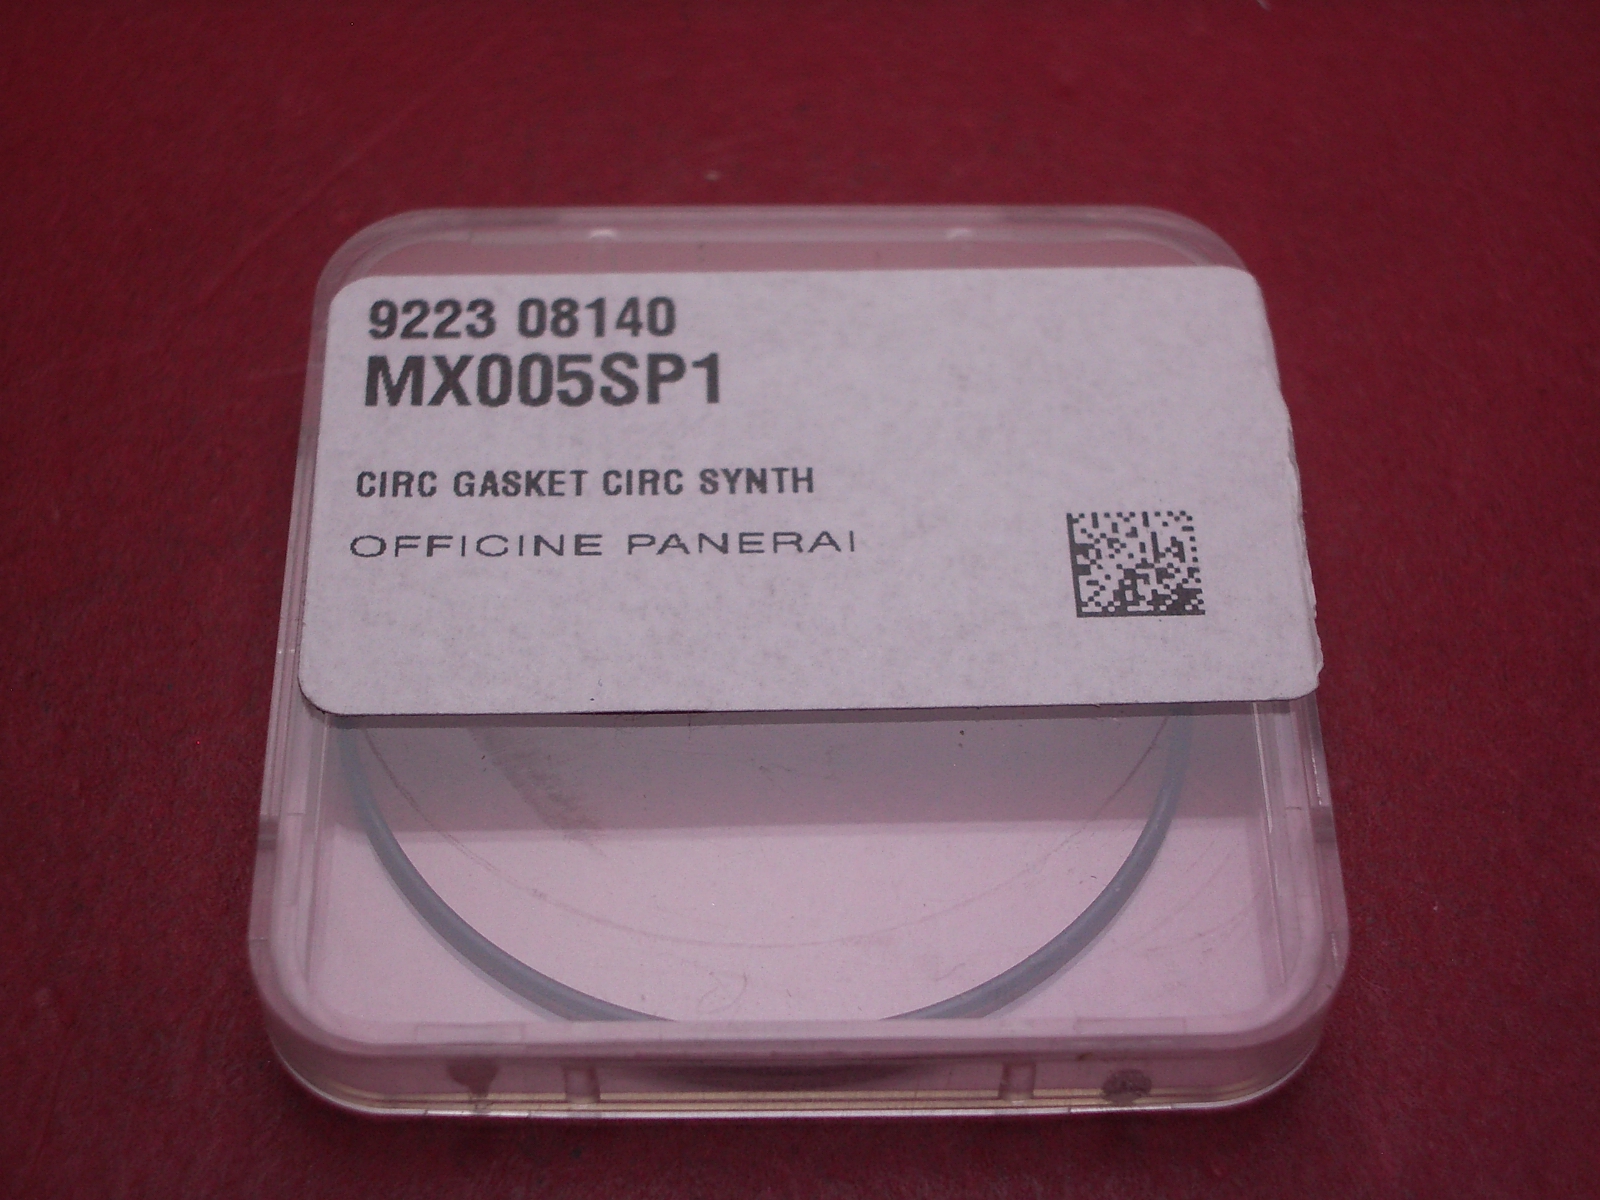 9223 08140
MX005SP1
CIRC GASKET CIRC SYNTH
OFFICINE PANERAI